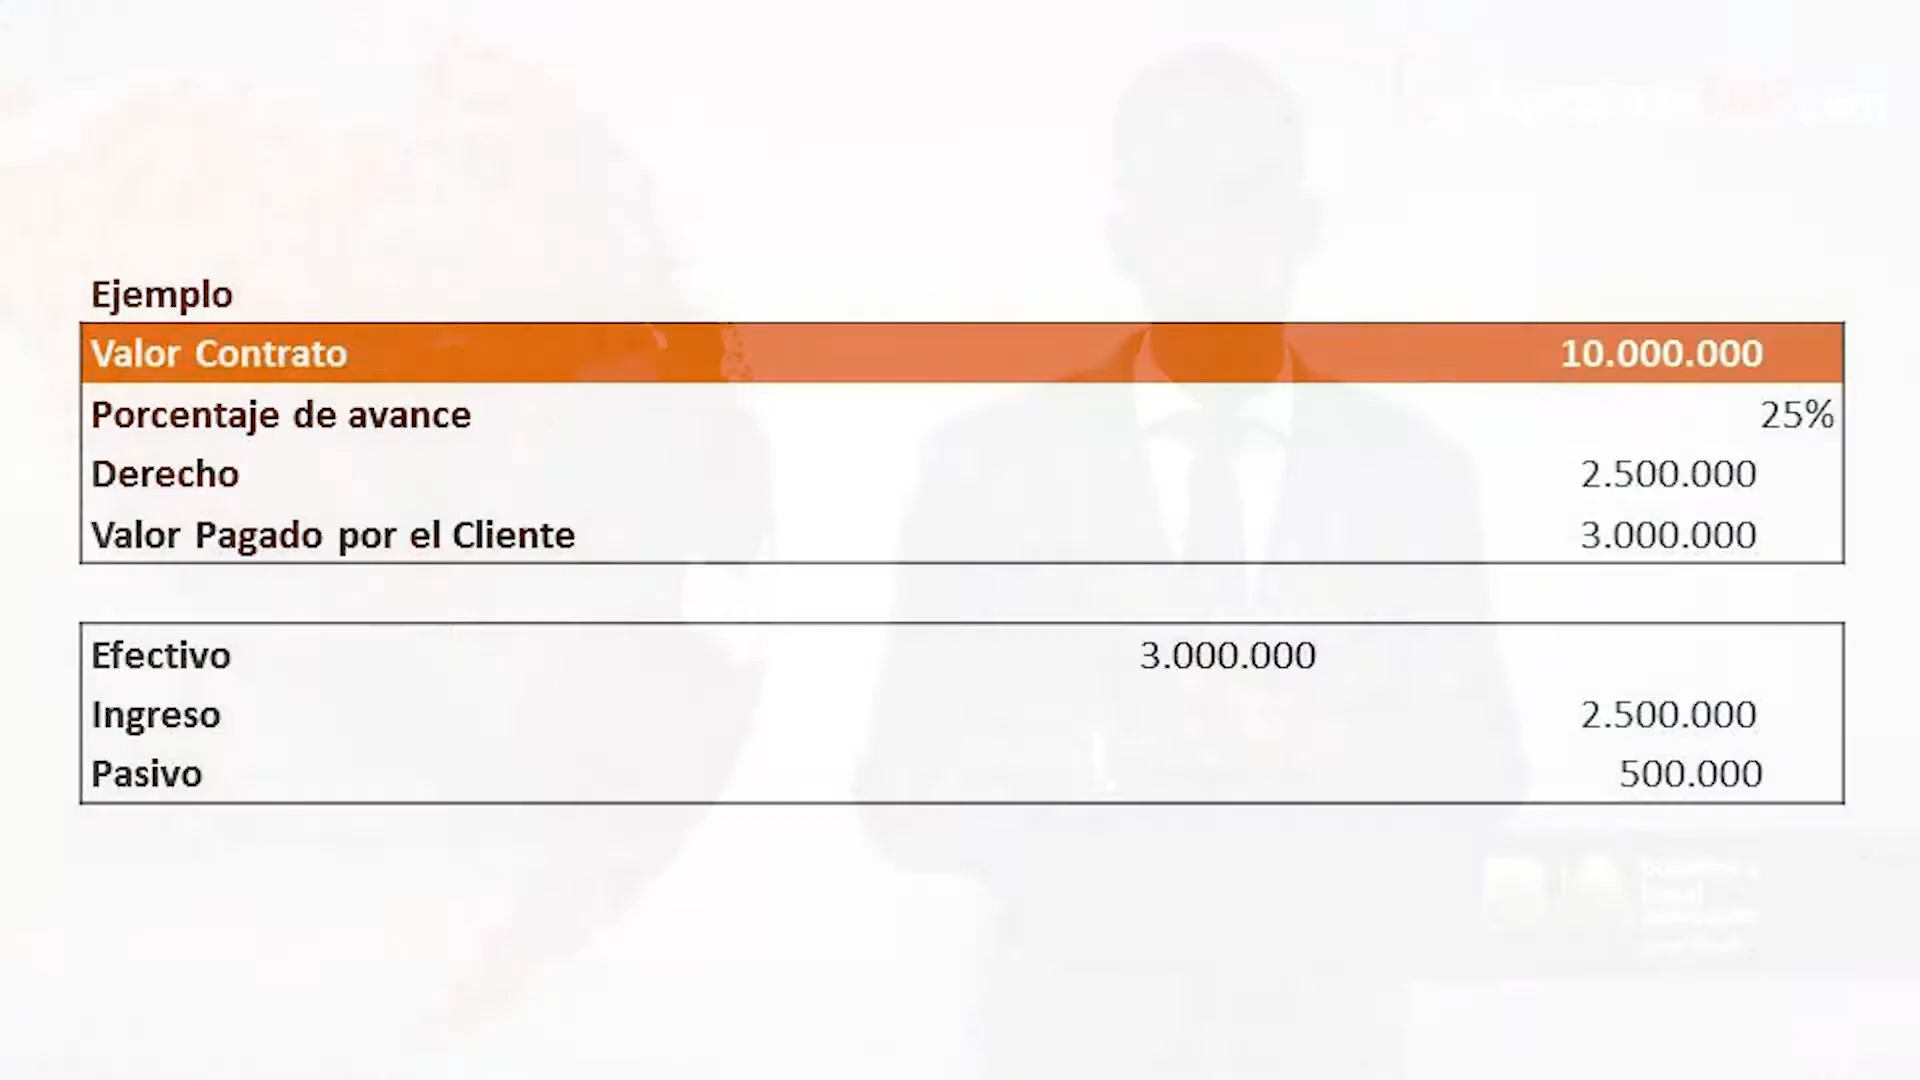 Ejemplo
Valor Contrato 10.000.000
Porcentaje de avance 25%
Derecho 2.500.000
Valor Pagado por el Cliente 3.000.000
Efectivo 3.000.000
Ingreso 2.500.000
Pasivo 500.000